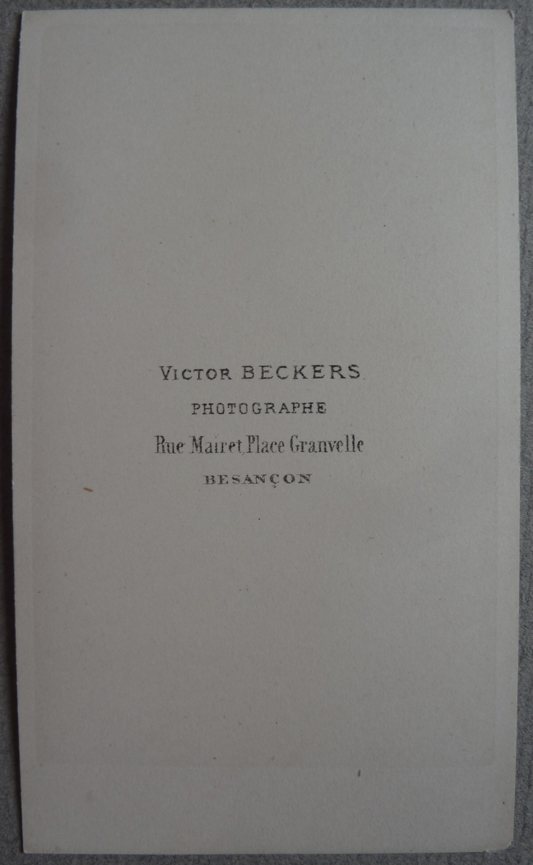 VICTOR BECKERS
PHOTOGRAPHE
Rue Mairet, Place Granvelle
BESANÇON